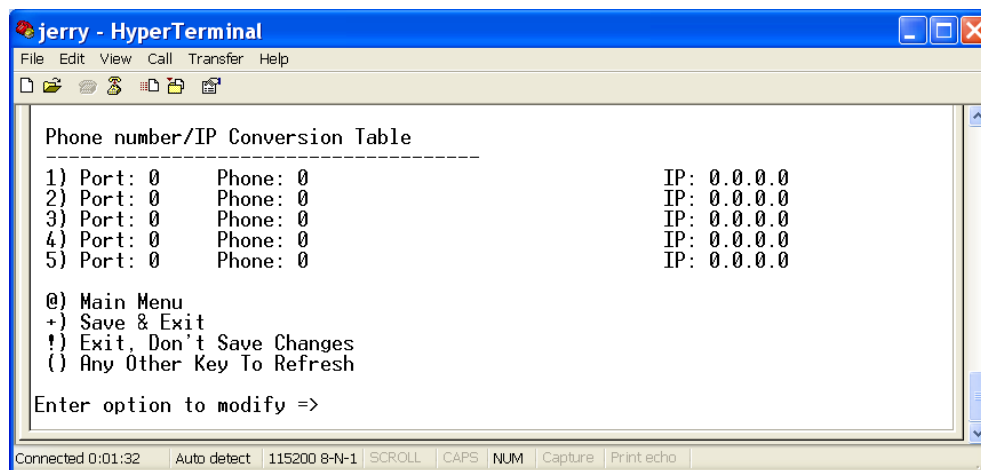 jerry - HyperTerminal
File Edit View Call Transfer Help
Phone number/IP Conversion Table
----------------------------------------
1) Port: 0 Phone: 0 IP: 0.0.0.0
2) Port: 0 Phone: 0 IP: 0.0.0.0
3) Port: 0 Phone: 0 IP: 0.0.0.0
4) Port: 0 Phone: 0 IP: 0.0.0.0
5) Port: 0 Phone: 0 IP: 0.0.0.0
@) Main Menu
+) Save & Exit
!) Exit, Don't Save Changes
() Any Other Key To Refresh
Enter option to modify =>
Connected 0:01:32 Auto detect 115200 8-N-1 SCROLL CAPS NUM Capture Print echo